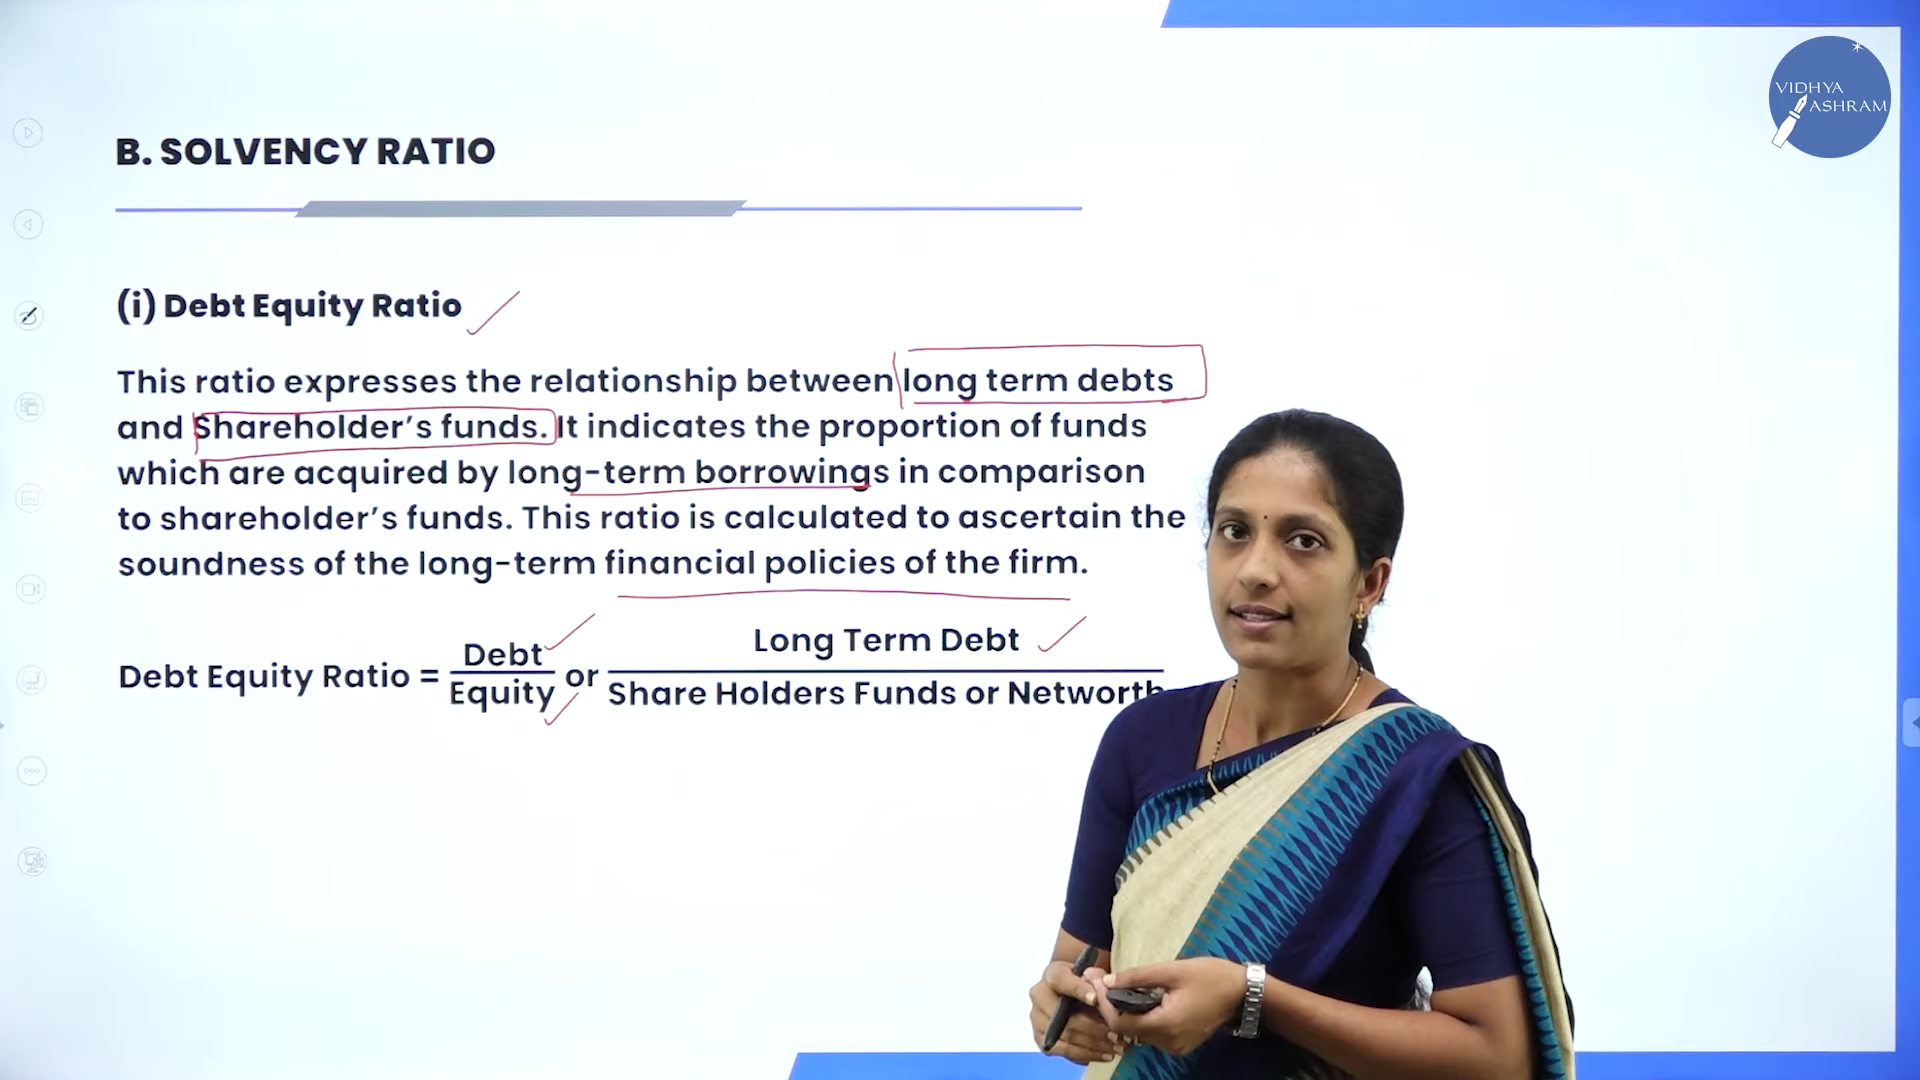 VIDHYA
ASHRAM
B. SOLVENCY RATIO
(i) Debt Equity Ratio
This ratio expresses the relationship between long term debts
and Shareholder's funds. It indicates the proportion of funds
which are acquired by long-term borrowings in comparison
to shareholder's funds. This ratio is calculated to ascertain the
soundness of the long-term financial policies of the firm.
Debt Equity Ratio = Debt / Equity or Long Term Debt / Share Holders Funds or Networth